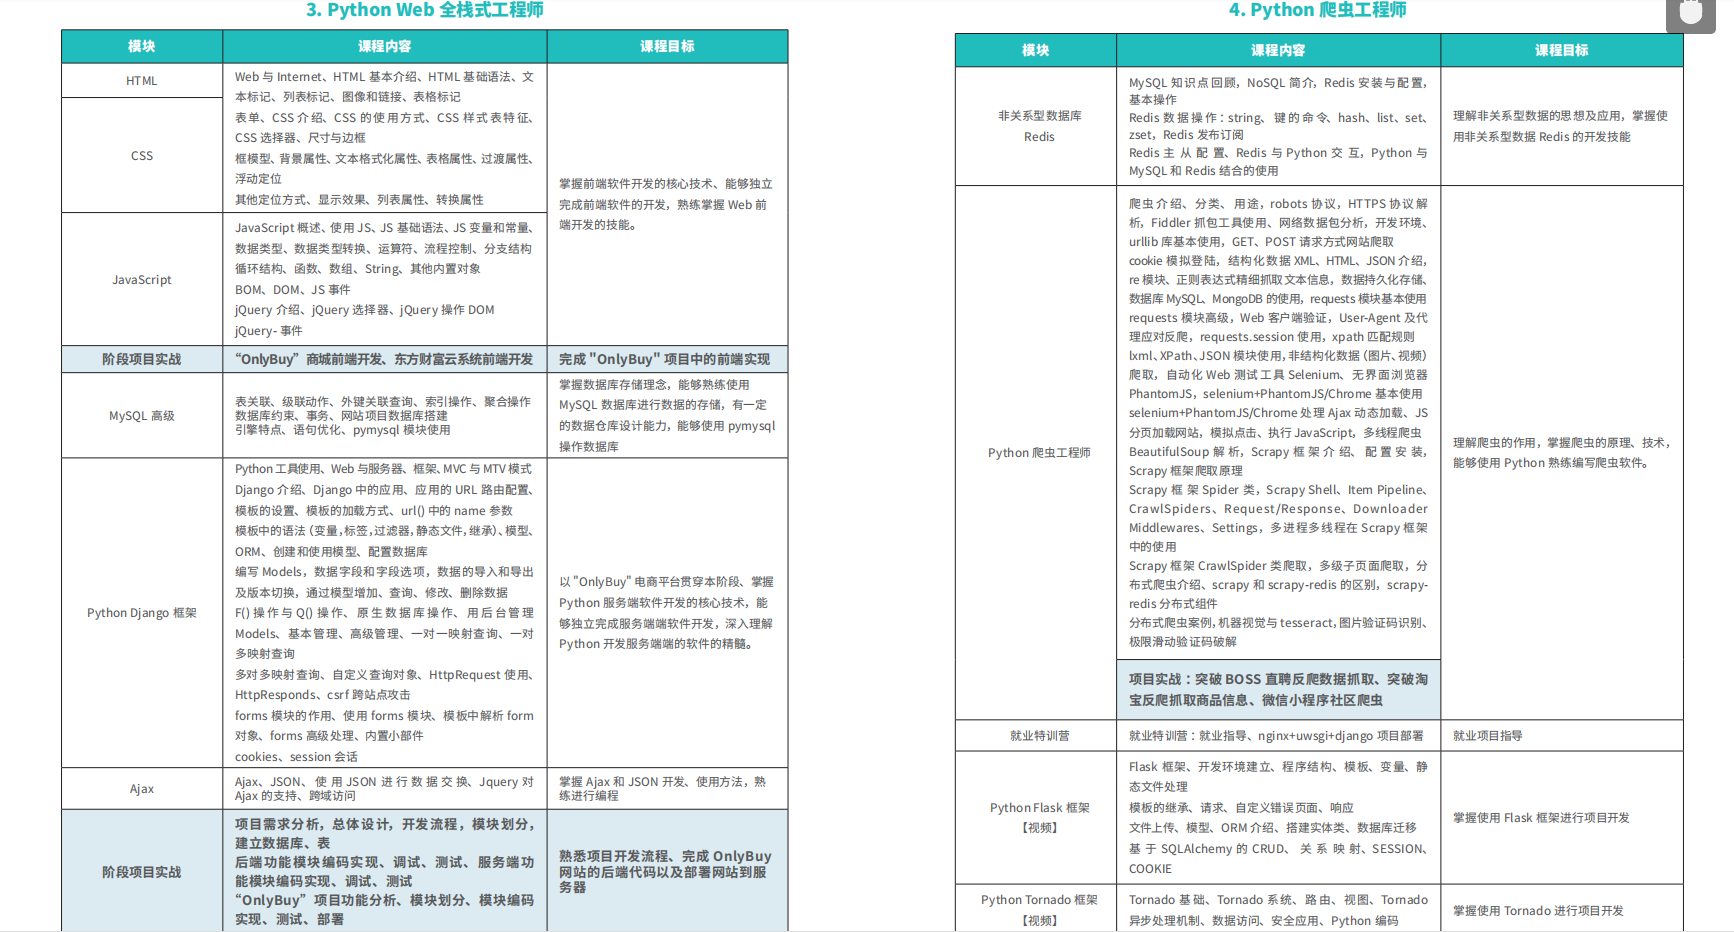 3. Python Web 全栈式工程师
模块
课程内容
课程目标
HTML
Web 与 Internet、HTML 基本介绍、HTML 基础语法、文
本标记、列表标记、图像和链接、表格标记
CSS
表单、CSS 介绍、CSS 的使用方式、CSS 样式表特征、
CSS 选择器、尺寸与边框
框模型、背景属性、文本格式化属性、表格属性、过渡属性、
浮动定位
其他定位方式、显示效果、列表属性、转换属性
掌握前端软件开发的核心技术、能够独立
完成前端软件的开发，熟练掌握 Web 前
端开发的技能。
JavaScript
JavaScript 概述、使用 JS、JS 基础语法、JS 变量和常量、
数据类型、数据类型转换、运算符、流程控制、分支结构
循环结构、函数、数组、String、其他内置对象
BOM、DOM、JS 事件
jQuery 介绍、jQuery 选择器、jQuery 操作 DOM
jQuery- 事件
阶段项目实战
“OnlyBuy”商城前端开发、东方财富云系统前端开发
完成 "OnlyBuy" 项目中的前端实现
MySQL 高级
表关联、级联动作、外键关联查询、索引操作、聚合操作
数据库约束、事务、网站项目数据库搭建
引擎特点、语句优化、pymysql 模块使用
掌握数据库存储理念，能够熟练使用
MySQL 数据库进行数据的存储，有一定
的数据仓库设计能力，能够使用 pymysql
操作数据库
Python Django 框架
Python 工具使用、Web 与服务器、框架、MVC 与 MTV 模式
Django 介绍、Django 中的应用、应用的 URL 路由配置、
模板的设置、模板的加载方式、url() 中的 name 参数
模板中的语法（变量，标签，过滤器，静态文件，继承）、模型、
ORM、创建和使用模型、配置数据库
编写 Models，数据字段和字段选项，数据的导入和导出
及版本切换，通过模型增加、查询、修改、删除数据
F() 操作与 Q() 操作、原生数据库操作、用后台管理
Models、基本管理、高级管理、一对一映射查询、一对
多映射查询
多对多映射查询、自定义查询对象、HttpRequest 使用、
HttpResponds、csrf 跨站点攻击
forms 模块的作用、使用 forms 模块、模板中解析 form
对象、forms 高级处理、内置小部件
cookies、session 会话
以 "OnlyBuy" 电商平台贯穿本阶段、掌握
Python 服务端软件开发的核心技术，能
够独立完成服务端端软件开发，深入理解
Python 开发服务端端的软件的精髓。
Ajax
Ajax、JSON、使用 JSON 进行数据交换、Jquery 对
Ajax 的支持、跨域访问
掌握 Ajax 和 JSON 开发、使用方法，熟
练进行编程
阶段项目实战
项目需求分析，总体设计，开发流程，模块划分，
建立数据库、表
后端功能模块编码实现、调试、测试、服务端功
能模块编码实现、调试、测试
“OnlyBuy”项目功能分析、模块划分、模块编码
实现、测试、部署
熟悉项目开发流程、完成 OnlyBuy
网站的后端代码以及部署网站到服
务器
4. Python 爬虫工程师
模块
课程内容
课程目标
非关系型数据库
Redis
MySQL 知识点回顾，NoSQL 简介，Redis 安装与配置，
基本操作
Redis 数据操作：string、键的命令、hash、list、set、
zset，Redis 发布订阅
Redis 主从配置、Redis 与 Python 交互，Python 与
MySQL 和 Redis 结合的使用
理解非关系型数据的思想及应用，掌握使
用非关系型数据 Redis 的开发技能
Python 爬虫工程师
爬虫介绍、分类、用途，robots 协议，HTTPS 协议解
析，Fiddler 抓包工具使用、网络数据包分析，开发环境、
urllib 库基本使用，GET、POST 请求方式网站爬取
cookie 模拟登陆，结构化数据 XML、HTML、JSON 介绍，
re 模块、正则表达式精细抓取文本信息，数据持久化存储、
数据库 MySQL、MongoDB 的使用，requests 模块基本使用
requests 模块高级，Web 客户端验证，User-Agent 及代
理应对反爬，requests.session 使用，xpath 匹配规则
lxml、XPath、JSON 模块使用，非结构化数据（图片、视频）
爬取，自动化 Web 测试工具 Selenium、无界面浏览器
PhantomJS，selenium+PhantomJS/Chrome 基本使用
selenium+PhantomJS/Chrome 处理 Ajax 动态加载、JS
分页加载网站，模拟点击、执行 JavaScript，多线程爬虫
BeautifulSoup 解析，Scrapy 框架介绍、配置安装，
Scrapy 框架爬取原理
Scrapy 框架 Spider 类，Scrapy Shell、Item Pipeline、
CrawlSpiders、Request/Response、Downloader
Middlewares、Settings，多进程多线程在 Scrapy 框架
中的使用
Scrapy 框架 CrawlSpider 类爬取，多级子页面爬取，分
布式爬虫介绍、scrapy 和 scrapy-redis 的区别，scrapy-
redis 分布式组件
分布式爬虫案例，机器视觉与 tesseract，图片验证码识别、
极限滑动验证码破解
项目实战：突破 BOSS 直聘反爬数据抓取、突破淘
宝反爬抓取商品信息、微信小程序社区爬虫
理解爬虫的作用，掌握爬虫的原理、技术，
能够使用 Python 熟练编写爬虫软件。
就业特训营
就业特训营：就业指导、nginx+uwsgi+django 项目部署
就业项目指导
Python Flask 框架
【视频】
Flask 框架、开发环境建立、程序结构、模板、变量、静
态文件处理
模板的继承、请求、自定义错误页面、响应
文件上传、模型、ORM 介绍、搭建实体类、数据库迁移
基于 SQLAlchemy 的 CRUD、关系映射、SESSION、
COOKIE
掌握使用 Flask 框架进行项目开发
Python Tornado 框架
【视频】
Tornado 基础、Tornado 系统、路由、视图、Tornado
异步处理机制、数据访问、安全应用、Python 编码
掌握使用 Tornado 进行项目开发